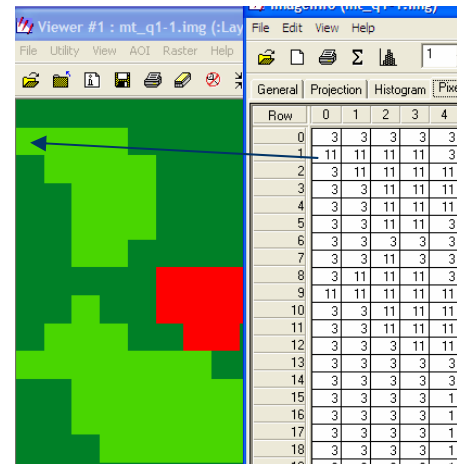 Viewer #1 : mt_q1-1.img (:Lay
File Utility View AOI Raster Help
ImageInfo (mt_q1-1.img)
File Edit View Help
Σ 1
General Projection Histogram Pixe
Row 0 1 2 3 4
0 3 3 3 3 3
1 11 11 11 11 3
2 3 11 11 11 11
3 3 3 11 11 11
4 3 3 11 11 11
5 3 3 11 11 3
6 3 3 3 3 3
7 3 3 11 3 3
8 3 11 11 11 3
9 11 11 11 11 11
10 3 3 11 11 11
11 3 3 11 11 11
12 3 3 3 11 11
13 3 3 3 3 3
14 3 3 3 3 3
15 3 3 3 3 1
16 3 3 3 3 1
17 3 3 3 3 1
18 3 3 3 3 1